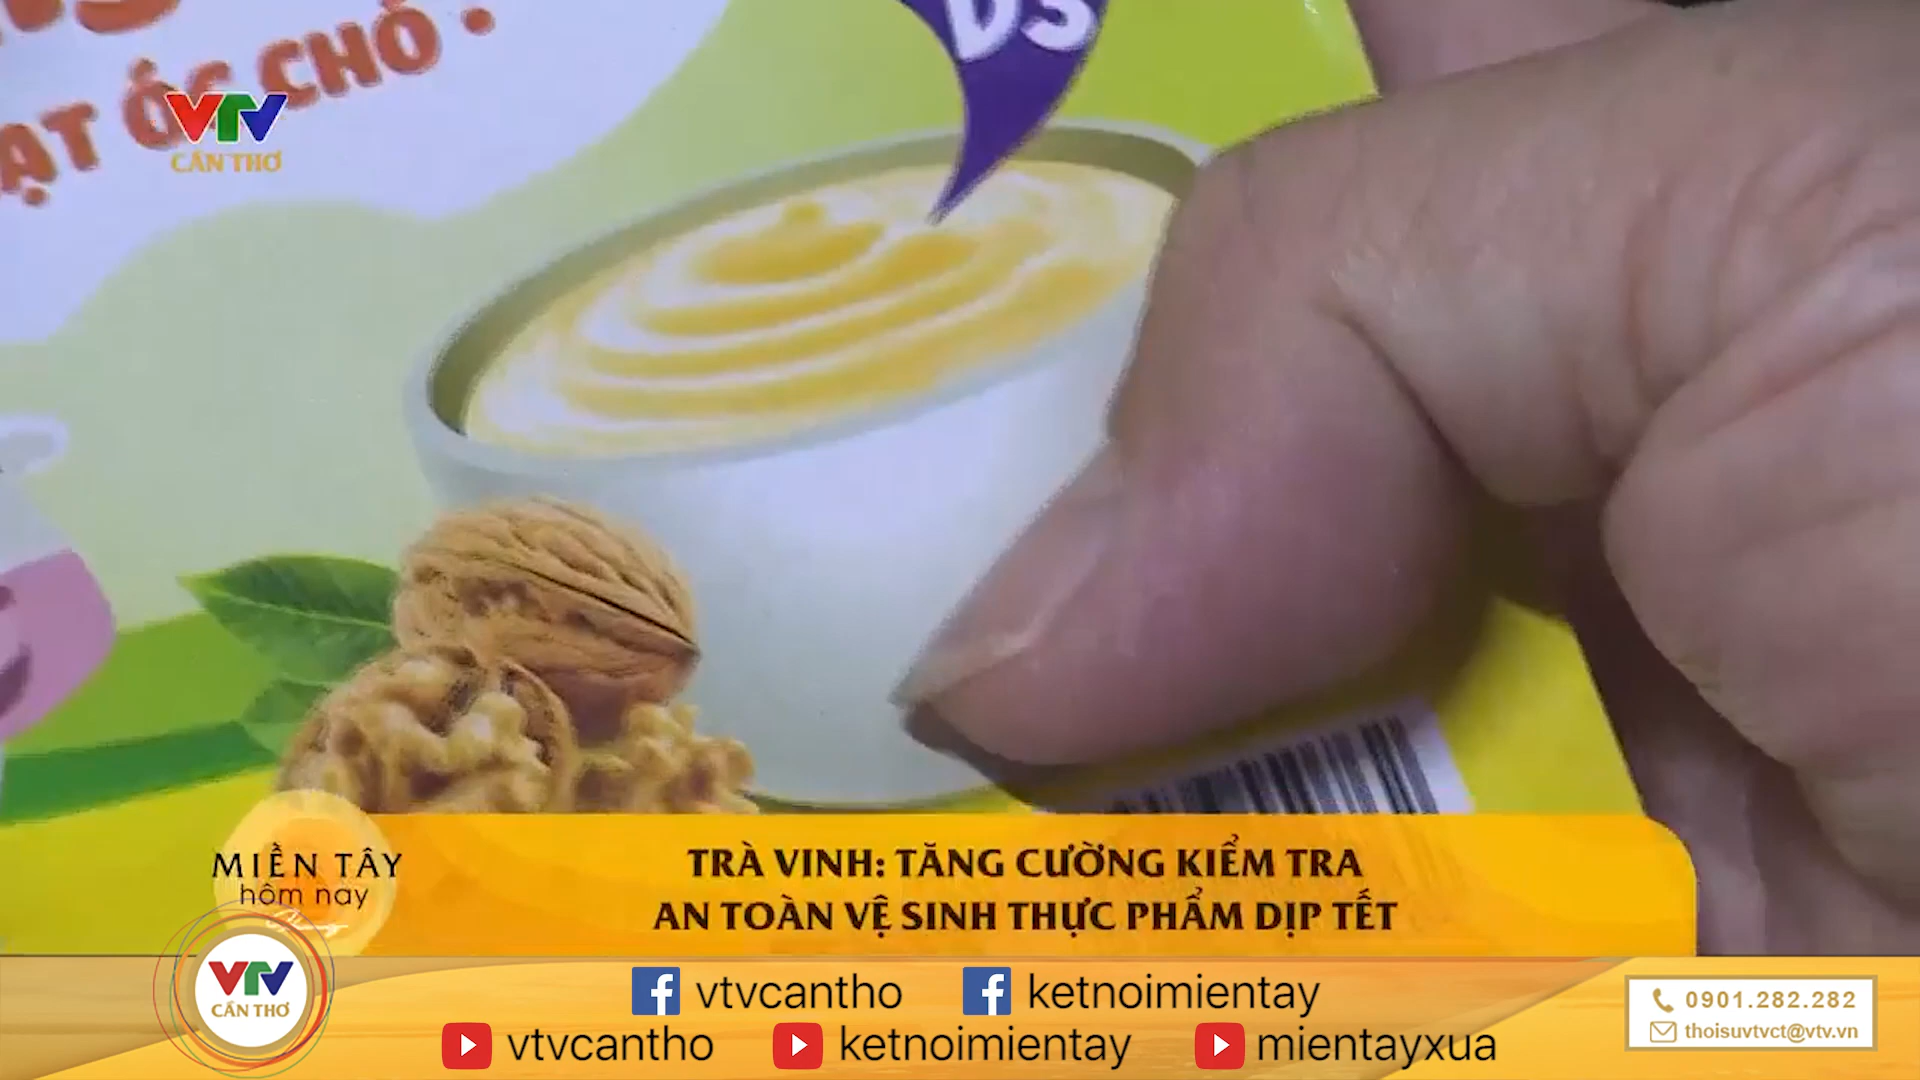 D3
ẠT ÓC CHÓ
VTV
CẦN THƠ
MIỀN TÂY
hôm nay
TRÀ VINH: TĂNG CƯỜNG KIỂM TRA
AN TOÀN VỆ SINH THỰC PHẨM DỊP TẾT
VTV
CẦN THƠ
vtvcantho ketnoimientay
vtvcantho ketnoimientay mientayxua
0901.282.282
thoisuvtvct@vtv.vn